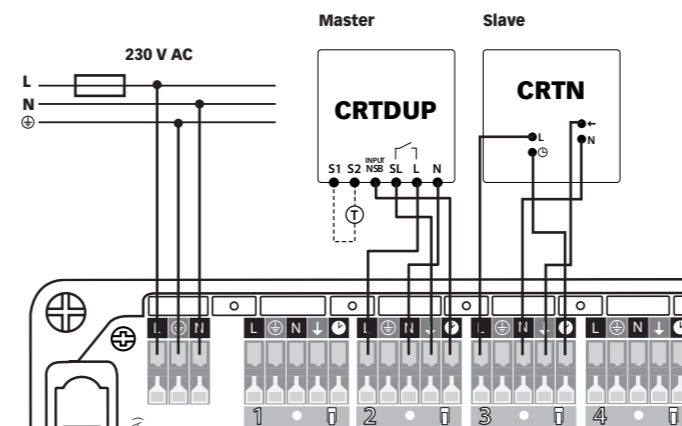 Master Slave
230 V AC
L
N
CRTDUP
CRTN
S1 S2 INPUT NSB SL L N
L ←
N
L N L N ↓ L N ↓ L N ↓ L N ↓
1 2 3 4